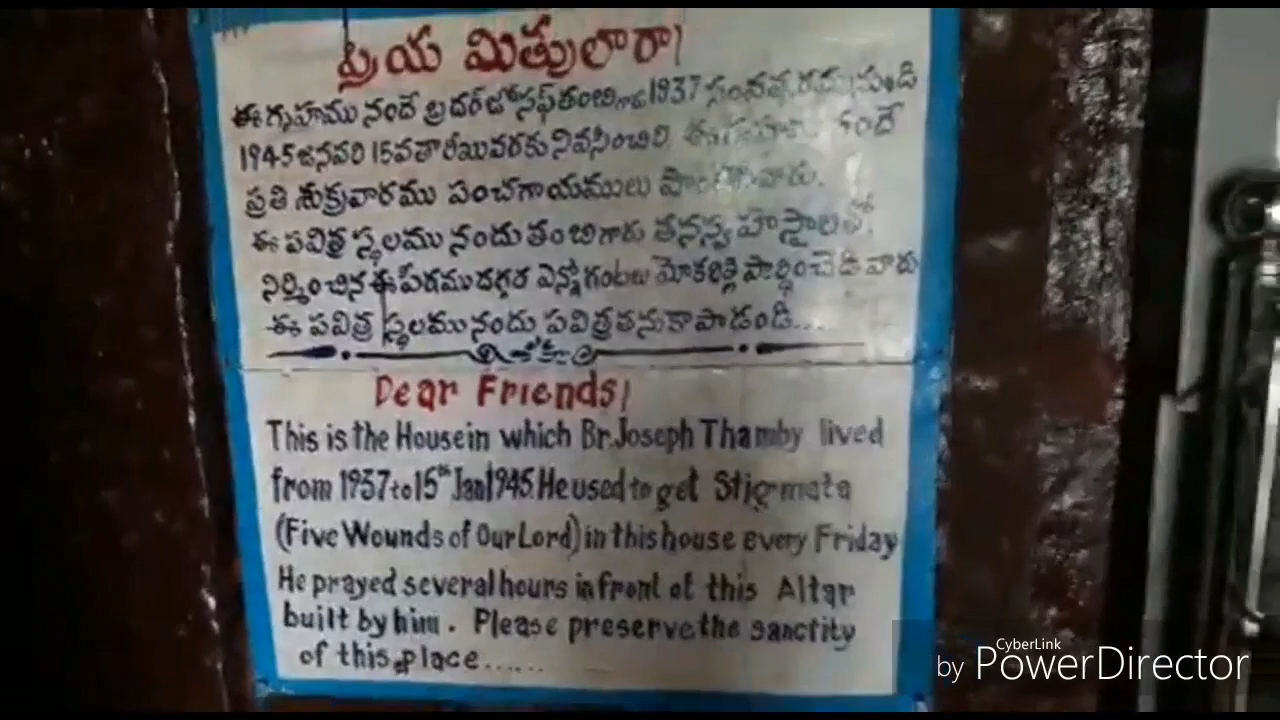 ప్రియ మిత్రులారా!
ఈ గృహము నందే బ్రదర్ జోసఫ్ తంబి గారు 1937 సంవత్సరము నుండి
1945 జనవరి 15వ తారీఖు వరకు నివసించిరి ఈ గృహము నందే
ప్రతి శుక్రవారము పంచగాయములు పొందేవారు.
ఈ పవిత్ర స్థలము నందు తంబి గారు తన స్వ హస్తాలతో
నిర్మించిన ఈ పీఠము దగ్గర ఎన్నో గంటలు మోకరిల్లి ప్రార్థించెడి వారు
ఈ పవిత్ర స్థలము నందు పవిత్రతను కాపాడండి....
Dear Friends!
This is the House in which Br. Joseph Thamby lived
from 1937 to 15th Jan 1945. He used to get Stigmata
(Five Wounds of Our Lord) in this house every Friday
He prayed several hours in front of this Altar
built by him. Please preserve the sanctity
of this place......
CyberLink
by PowerDirector